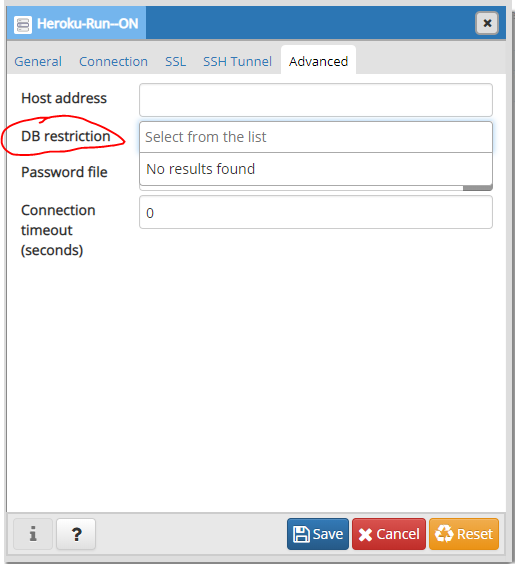 Heroku-Run--ON
General Connection SSL SSH Tunnel Advanced
Host address
DB restriction Select from the list
No results found
Password file
Connection timeout (seconds) 0
i ? Save Cancel Reset